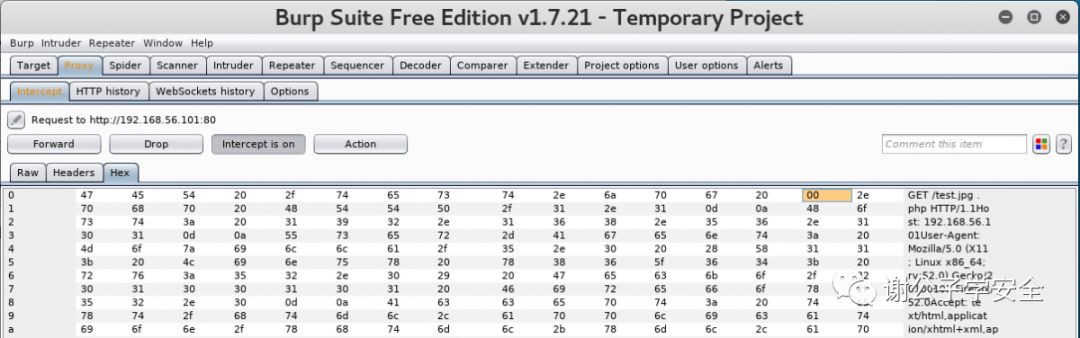 Burp Suite Free Edition v1.7.21 - Temporary Project
Burp Intruder Repeater Window Help
Target Proxy Spider Scanner Intruder Repeater Sequencer Decoder Comparer Extender Project options User options Alerts
Intercept HTTP history WebSockets history Options
Request to http://192.168.56.101:80
Forward Drop Intercept is on Action Comment this item ?
Raw Headers Hex
0 47 45 54 20 2f 74 65 73 74 2e 6a 70 67 20 00 2e GET /test.jpg .
1 70 68 70 20 48 54 54 50 2f 31 2e 31 0d 0a 48 6f php HTTP/1.1Ho
2 73 74 3a 20 31 39 32 2e 31 36 38 2e 35 36 2e 31 st: 192.168.56.1
3 30 31 0d 0a 55 73 65 72 2d 41 67 65 6e 74 3a 20 01User-Agent:
4 4d 6f 7a 69 6c 6c 61 2f 35 2e 30 20 28 58 31 31 Mozilla/5.0 (X11
5 3b 20 4c 69 6e 75 78 20 78 38 36 5f 36 34 3b 20 ; Linux x86_64;
6 72 76 3a 35 32 2e 30 29 20 47 65 63 6b 6f 2f 32 rv:52.0) Gecko/2
7 30 31 30 30 31 30 31 20 46 69 72 65 66 6f 78
8 35 32 2e 30 0d 0a 41 63 63 65 70 74 3a 20 74 52.0Accept: te
9 78 74 2f 68 74 6d 6c 2c 61 70 70 6c 69 63 61 74 xt/html,applicat
a 69 6f 6e 2f 78 68 74 6d 6c 2b 78 6d 6c 2c 61 70 ion/xhtml+xml,ap
谢公子学安全